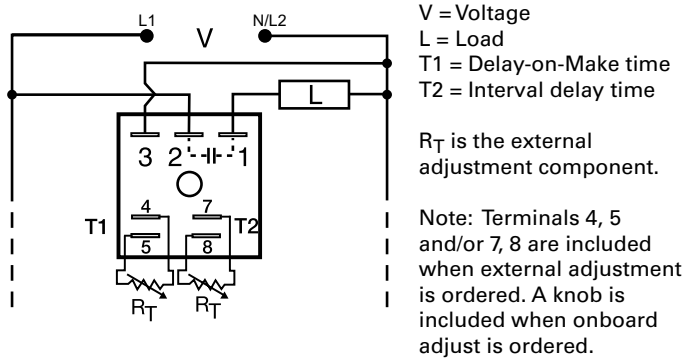 L1 V N/L2
L
3 2 1
4 7
T1 T2
5 8
RT RT
V = Voltage
L = Load
T1 = Delay-on-Make time
T2 = Interval delay time
RT is the external
adjustment component.
Note: Terminals 4, 5
and/or 7, 8 are included
when external adjustment
is ordered. A knob is
included when onboard
adjust is ordered.